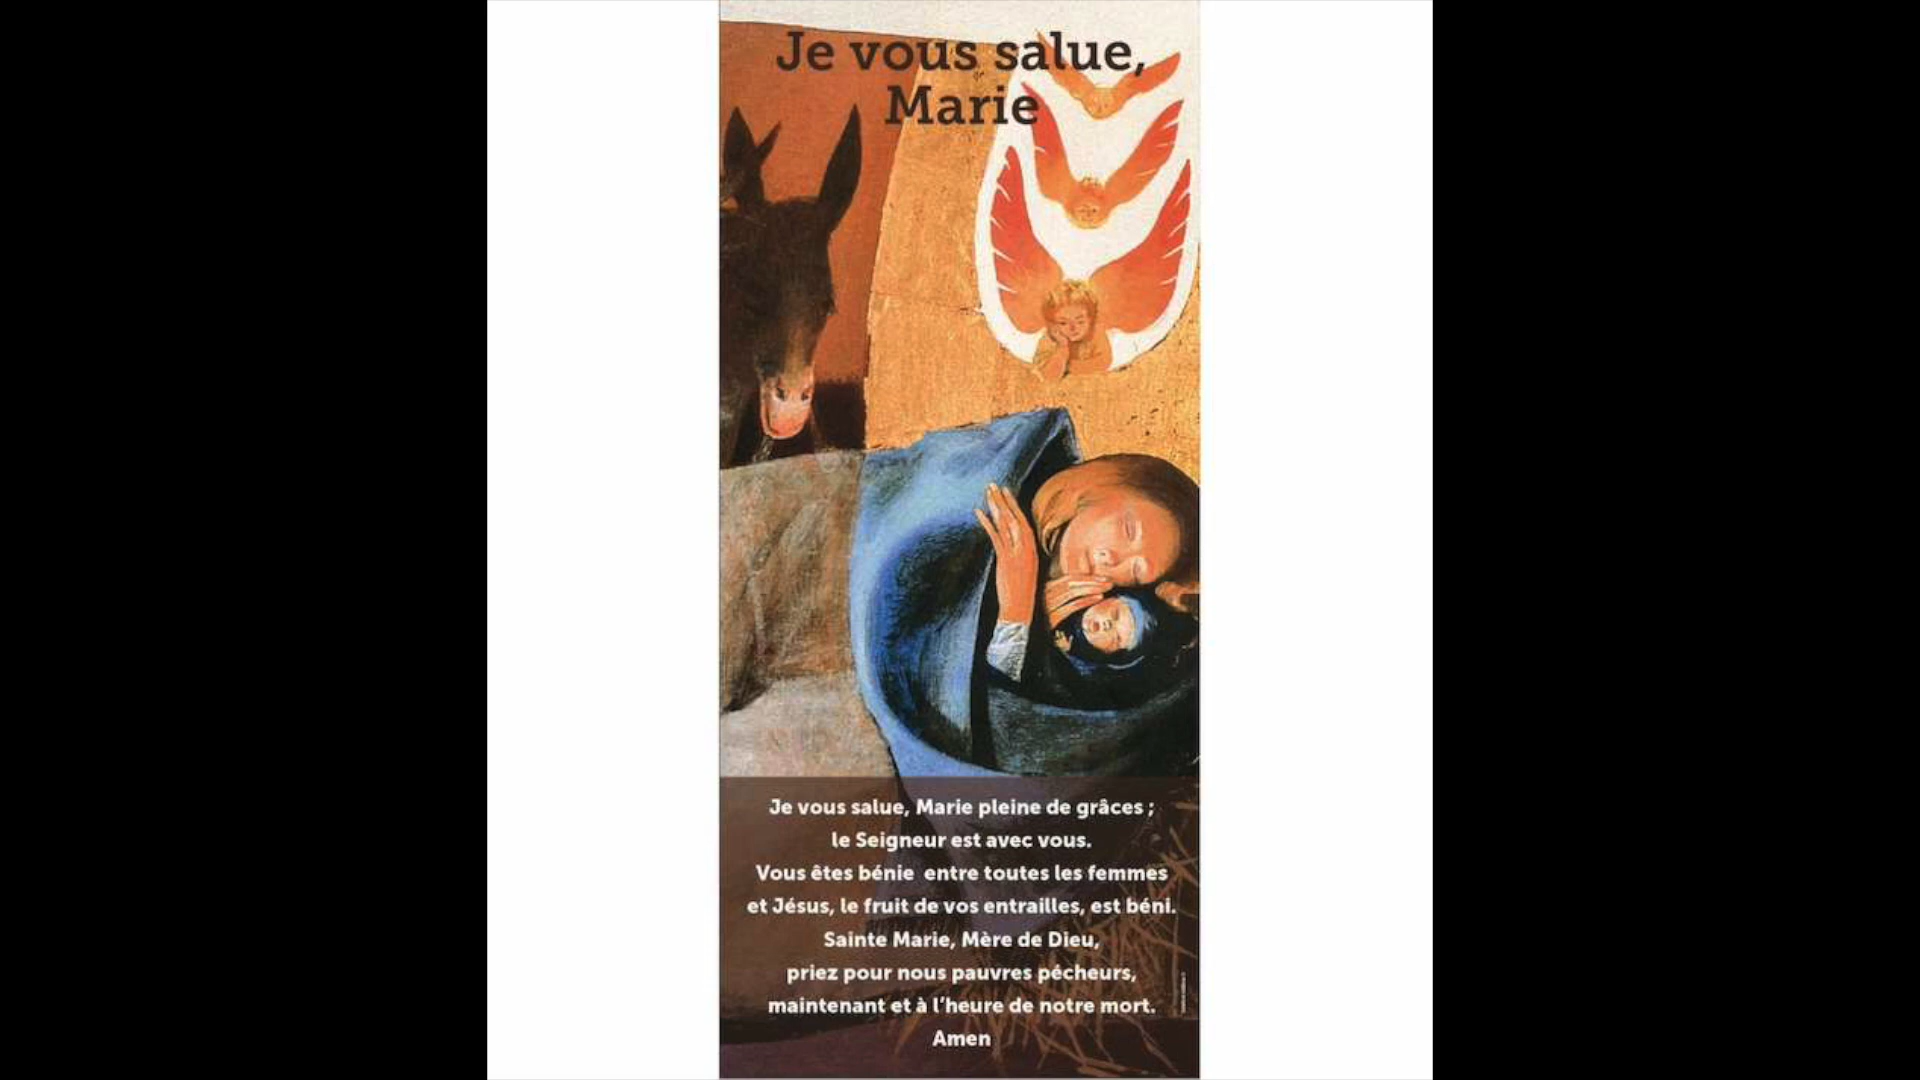 Je vous salue,
Marie
Je vous salue, Marie pleine de grâces ;
le Seigneur est avec vous.
Vous êtes bénie entre toutes les femmes
et Jésus, le fruit de vos entrailles, est béni.
Sainte Marie, Mère de Dieu,
priez pour nous pauvres pécheurs,
maintenant et à l'heure de notre mort.
Amen